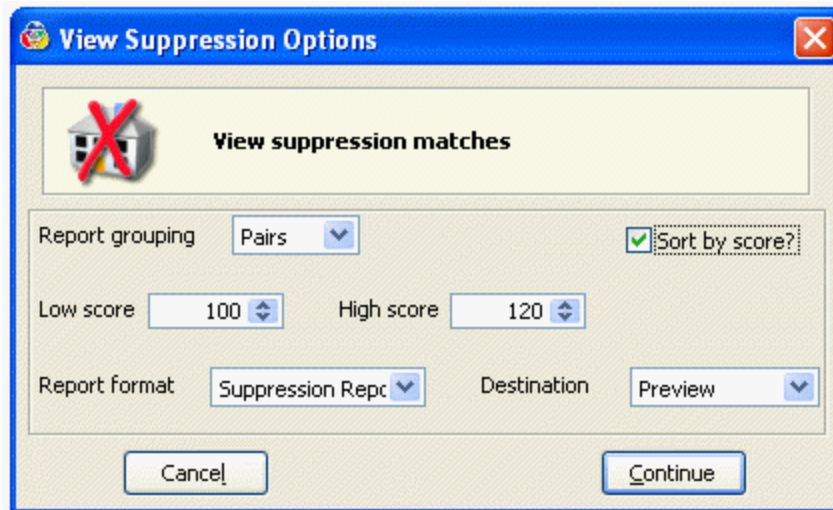 View Suppression Options
View suppression matches
Report grouping Pairs Sort by score?
Low score 100 High score 120
Report format Suppression Repo Destination Preview
Cancel Continue